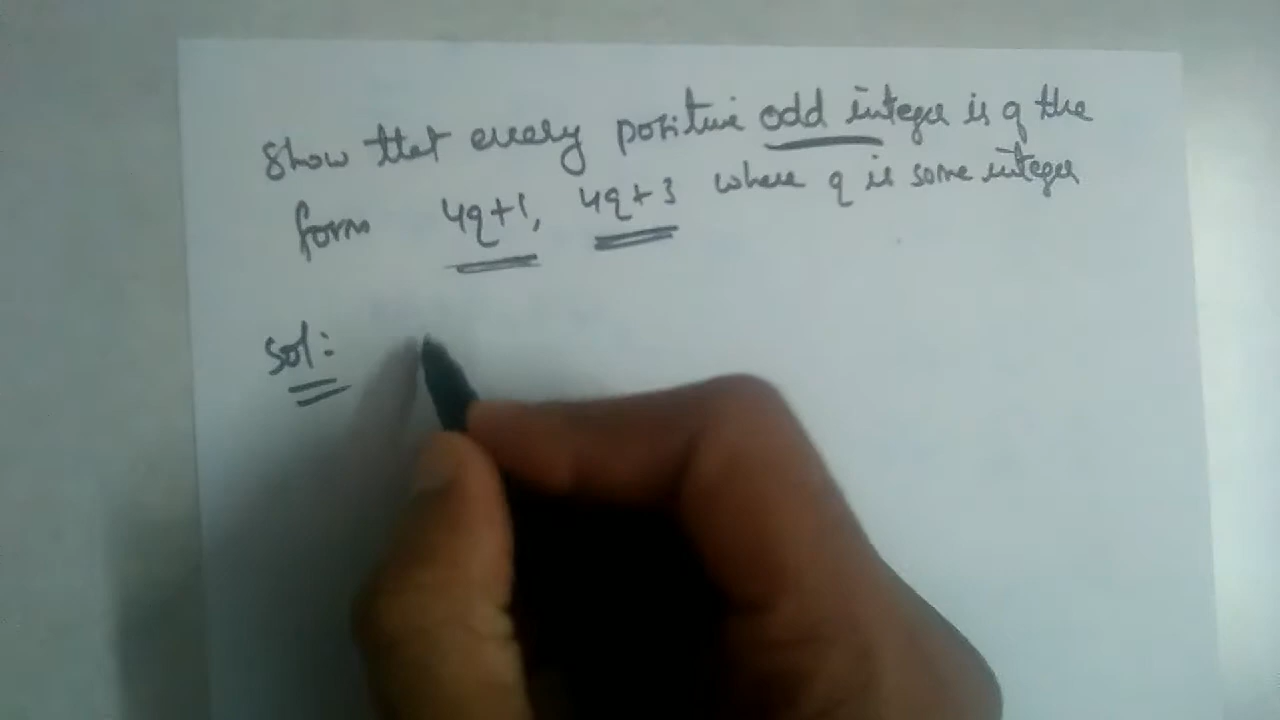 Show that every positive odd integer is of the
form 4q+1, 4q+3 where q is some integer
Sol: